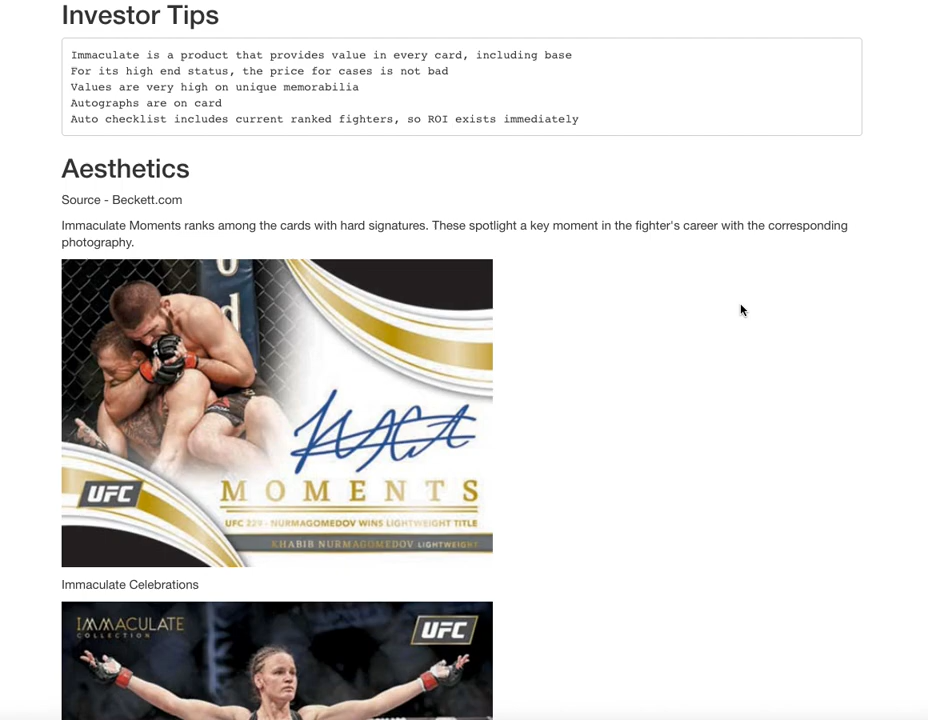 Investor Tips
Immaculate is a product that provides value in every card, including base
For its high end status, the price for cases is not bad
Values are very high on unique memorabilia
Autographs are on card
Auto checklist includes current ranked fighters, so ROI exists immediately
Aesthetics
Source - Beckett.com
Immaculate Moments ranks among the cards with hard signatures. These spotlight a key moment in the fighter's career with the corresponding
photography.
UFC
MOMENTS
UFC 229 - NURMAGOMEDOV WINS LIGHTWEIGHT TITLE
KHABIB NURMAGOMEDOV LIGHTWEIGHT
Immaculate Celebrations
IMMACULATE
COLLECTION
UFC